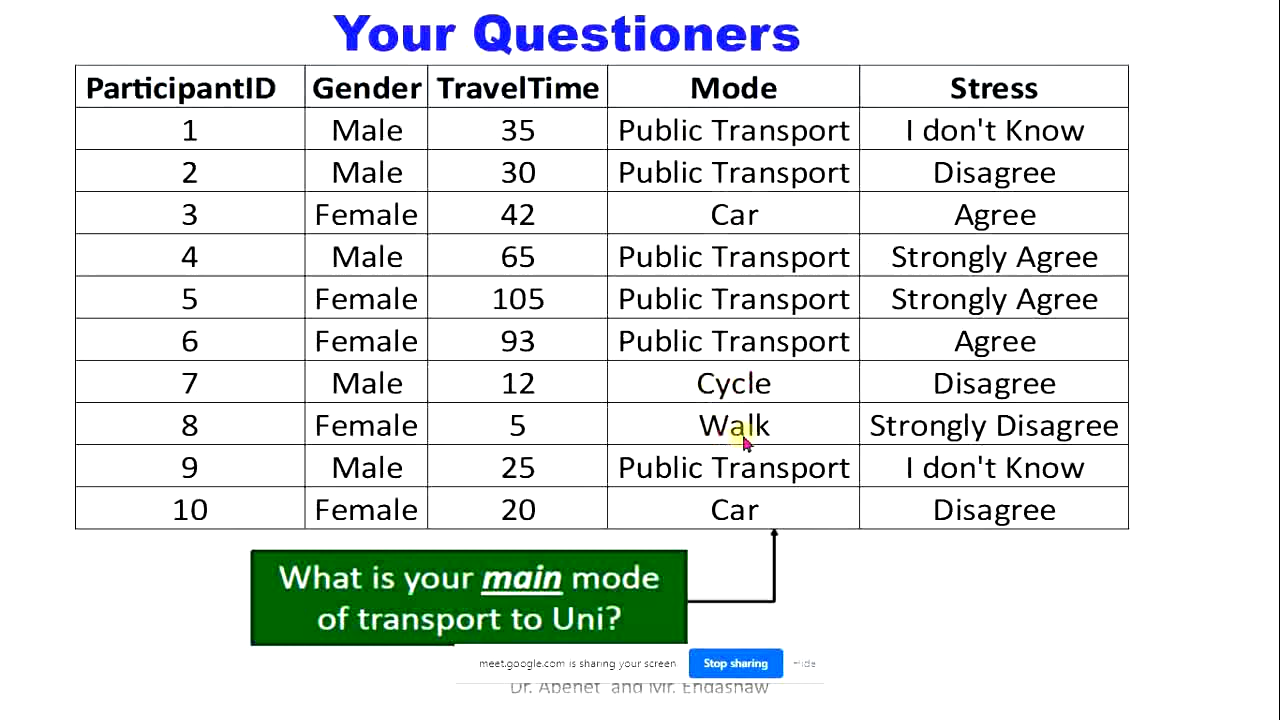 Your Questioners
ParticipantID Gender TravelTime Mode Stress
1 Male 35 Public Transport I don't Know
2 Male 30 Public Transport Disagree
3 Female 42 Car Agree
4 Male 65 Public Transport Strongly Agree
5 Female 105 Public Transport Strongly Agree
6 Female 93 Public Transport Agree
7 Male 12 Cycle Disagree
8 Female 5 Walk Strongly Disagree
9 Male 25 Public Transport I don't Know
10 Female 20 Car Disagree
What is your main mode
of transport to Uni?
meet.google.com is sharing your screen Stop sharing Hide
Dr. Abenet and Mr. Endashaw